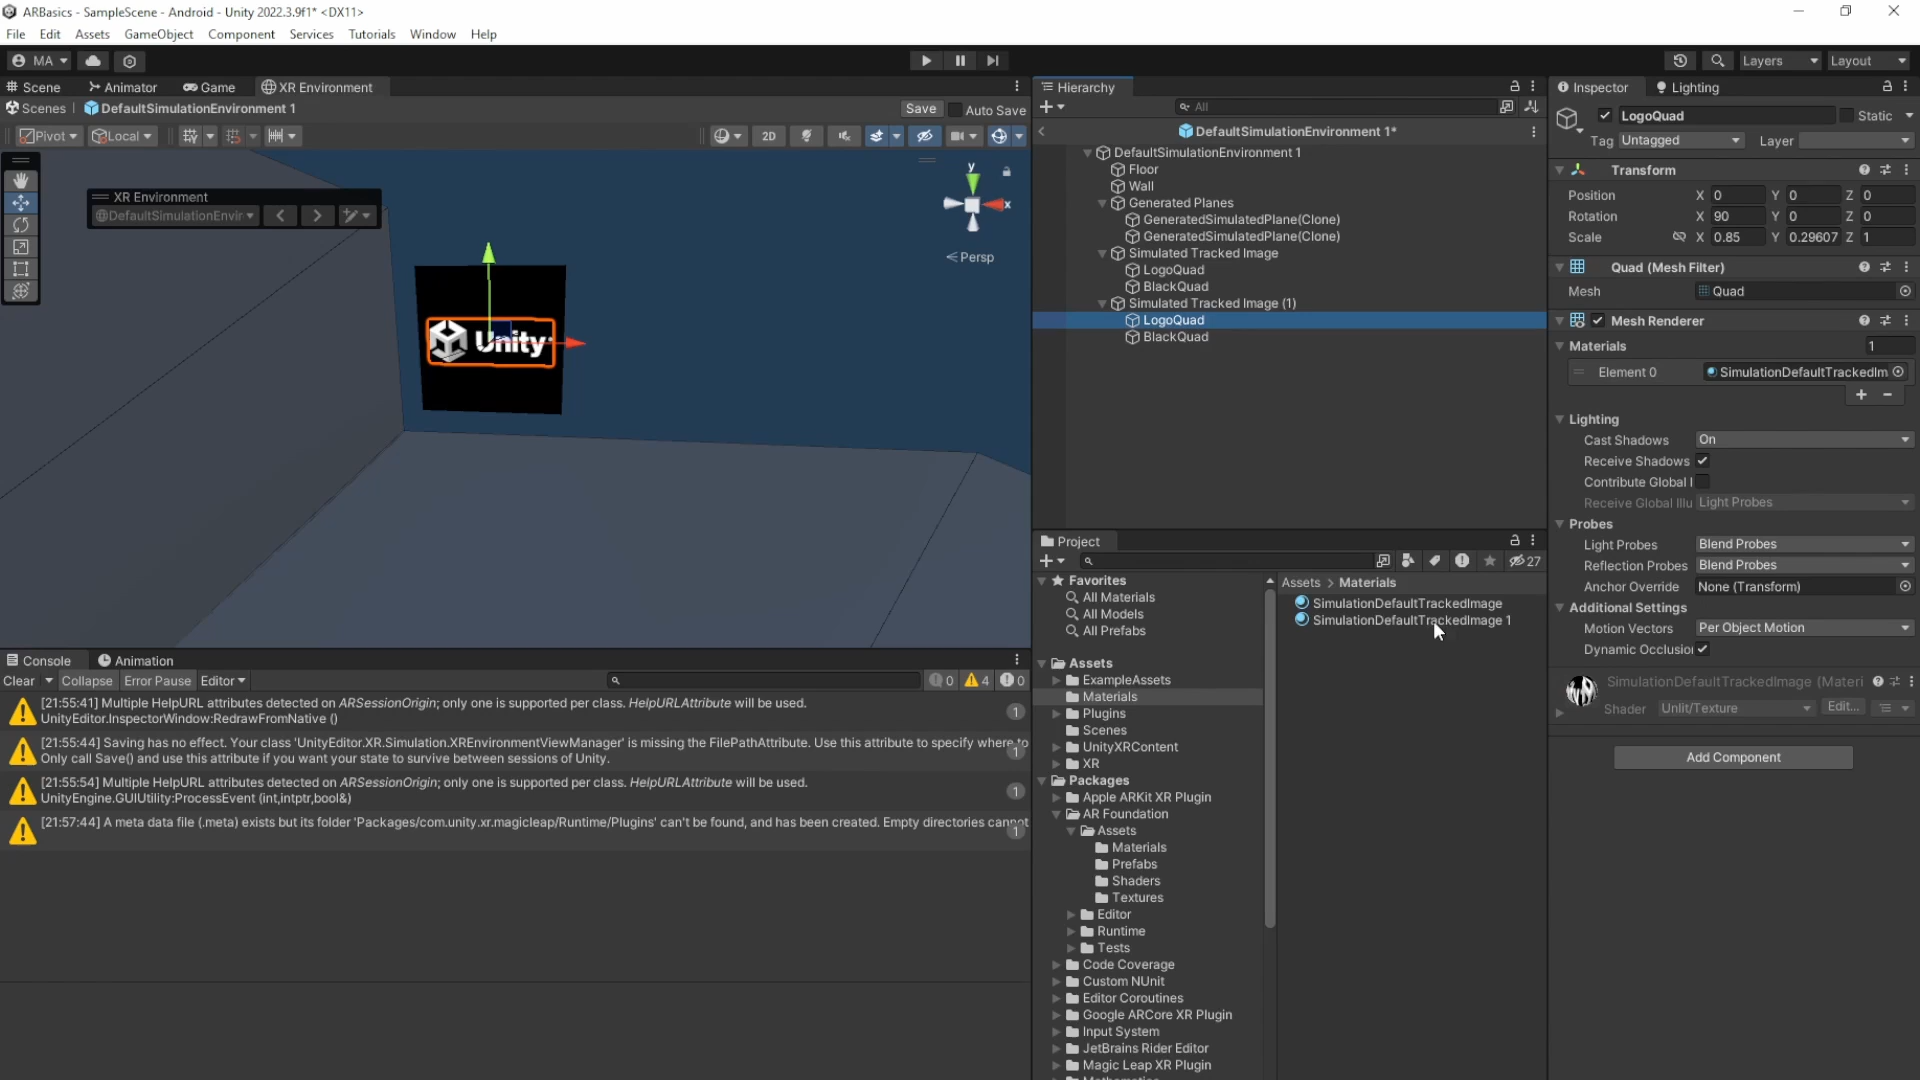 ARBasics - SampleScene - Android - Unity 2022.3.9f1* <DX11>
File Edit Assets GameObject Component Services Tutorials Window Help
MA Layers Layout
Scene Animator Game XR Environment
Scenes DefaultSimulationEnvironment 1 Save Auto Save
Pivot Local 2D
XR Environment
DefaultSimulationEnvir
y
x
Persp
Unity
Hierarchy
All
DefaultSimulationEnvironment 1*
DefaultSimulationEnvironment 1
Floor
Wall
Generated Planes
GeneratedSimulatedPlane(Clone)
GeneratedSimulatedPlane(Clone)
Simulated Tracked Image
LogoQuad
BlackQuad
Simulated Tracked Image (1)
LogoQuad
BlackQuad
Inspector Lighting
LogoQuad Static
Tag Untagged Layer
Transform
Position X 0 Y 0 Z 0
Rotation X 90 Y 0 Z 0
Scale X 0.85 Y 0.29607 Z 1
Quad (Mesh Filter)
Mesh Quad
Mesh Renderer
Materials 1
Element 0 SimulationDefaultTrackedIm
Lighting
Cast Shadows On
Receive Shadows
Contribute Global I
Receive Global Illu Light Probes
Probes
Light Probes Blend Probes
Reflection Probes Blend Probes
Anchor Override None (Transform)
Additional Settings
Motion Vectors Per Object Motion
Dynamic Occlusion
SimulationDefaultTrackedImage (Materi
Shader Unlit/Texture Edit...
Add Component
Project
27
Favorites
All Materials
All Models
All Prefabs
Assets
ExampleAssets
Materials
Plugins
Scenes
UnityXRContent
XR
Packages
Apple ARKit XR Plugin
AR Foundation
Assets
Materials
Prefabs
Shaders
Textures
Editor
Runtime
Tests
Code Coverage
Custom NUnit
Editor Coroutines
Google ARCore XR Plugin
Input System
JetBrains Rider Editor
Magic Leap XR Plugin
Assets > Materials
SimulationDefaultTrackedImage
SimulationDefaultTrackedImage 1
Console Animation
Clear Collapse Error Pause Editor 0 4 0
[21:55:41] Multiple HelpURL attributes detected on ARSessionOrigin; only one is supported per class. HelpURLAttribute will be used.
UnityEditor.InspectorWindow:RedrawFromNative () 1
[21:55:44] Saving has no effect. Your class 'UnityEditor.XR.Simulation.XREnvironmentViewManager' is missing the FilePathAttribute. Use this attribute to specify where to
Only call Save() and use this attribute if you want your state to survive between sessions of Unity. 1
[21:55:54] Multiple HelpURL attributes detected on ARSessionOrigin; only one is supported per class. HelpURLAttribute will be used.
UnityEngine.GUIUtility:ProcessEvent (int,intptr,bool&) 1
[21:57:44] A meta data file (.meta) exists but its folder 'Packages/com.unity.xr.magicleap/Runtime/Plugins' can't be found, and has been created. Empty directories cannot
1